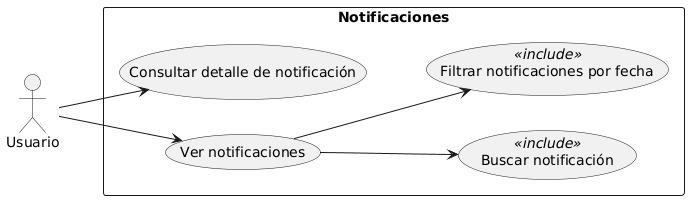 Notificaciones
Consultar detalle de notificación
«include»
Filtrar notificaciones por fecha
Usuario
Ver notificaciones
«include»
Buscar notificación